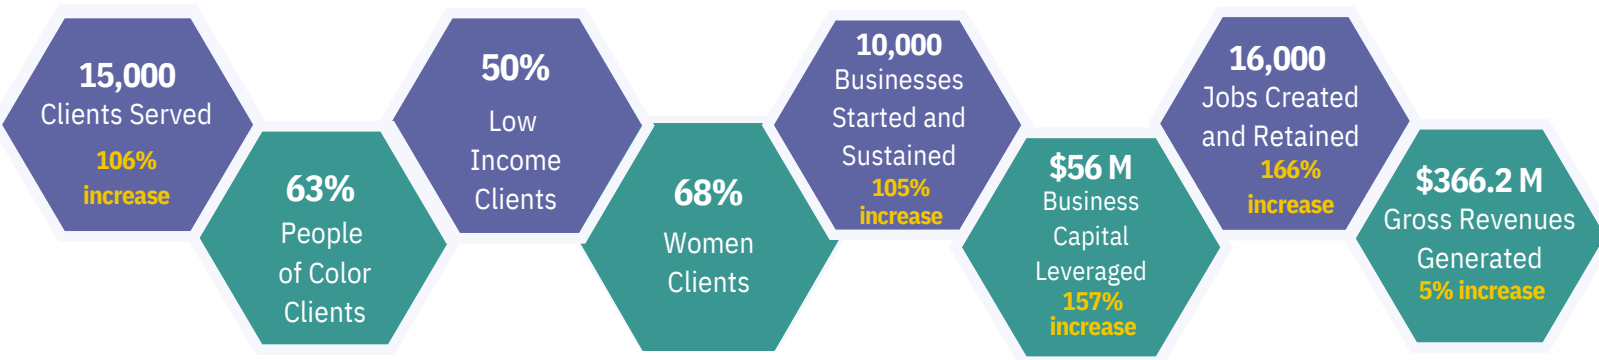 15,000
Clients Served
106%
increase
63%
People
of Color
Clients
50%
Low
Income
Clients
68%
Women
Clients
10,000
Businesses
Started and
Sustained
105%
increase
$56 M
Business
Capital
Leveraged
157%
increase
16,000
Jobs Created
and Retained
166%
increase
$366.2 M
Gross Revenues
Generated
5% increase